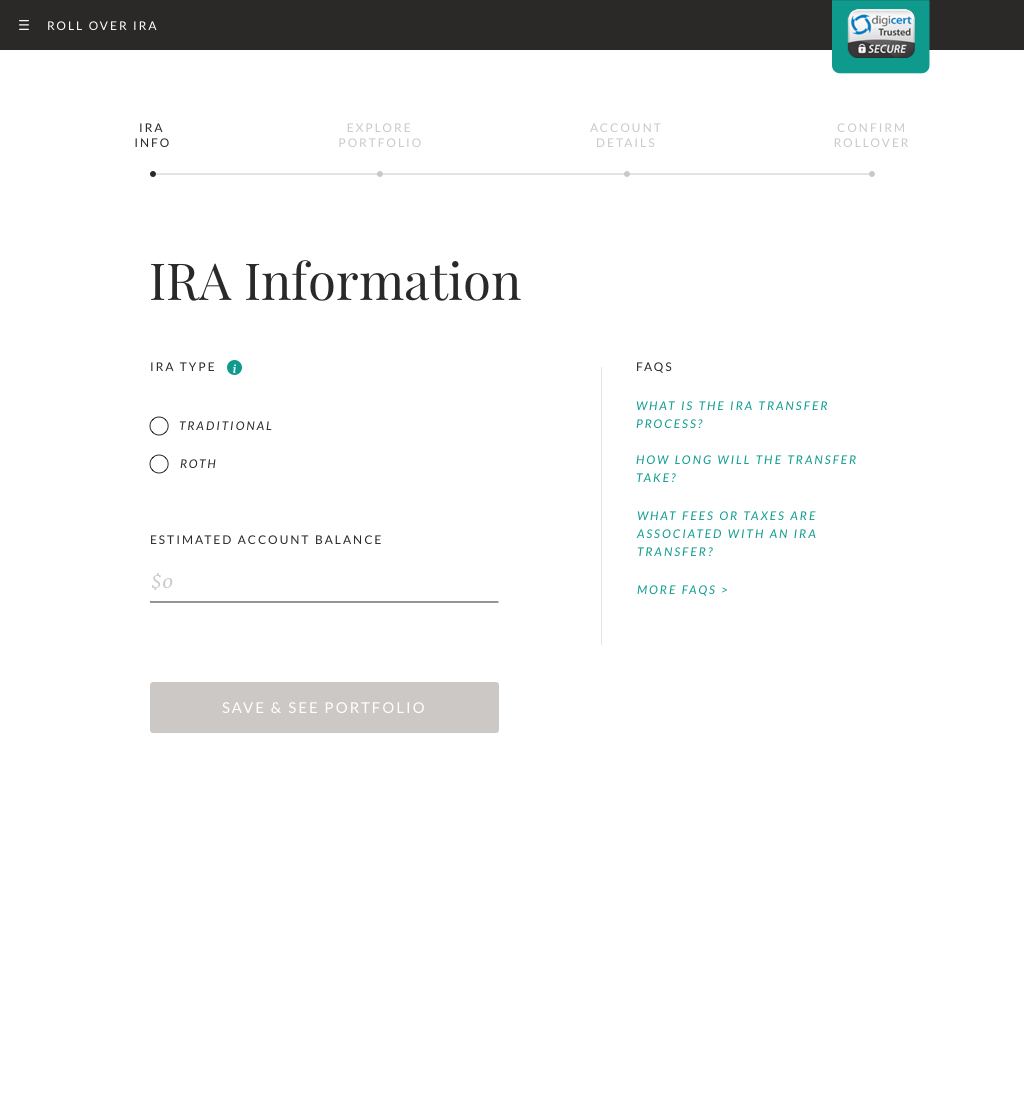 ☰ ROLL OVER IRA
digicert
Trusted
SECURE
IRA
INFO
EXPLORE
PORTFOLIO
ACCOUNT
DETAILS
CONFIRM
ROLLOVER
IRA Information
IRA TYPE i
TRADITIONAL
ROTH
ESTIMATED ACCOUNT BALANCE
$0
SAVE & SEE PORTFOLIO
FAQS
WHAT IS THE IRA TRANSFER
PROCESS?
HOW LONG WILL THE TRANSFER
TAKE?
WHAT FEES OR TAXES ARE
ASSOCIATED WITH AN IRA
TRANSFER?
MORE FAQS >